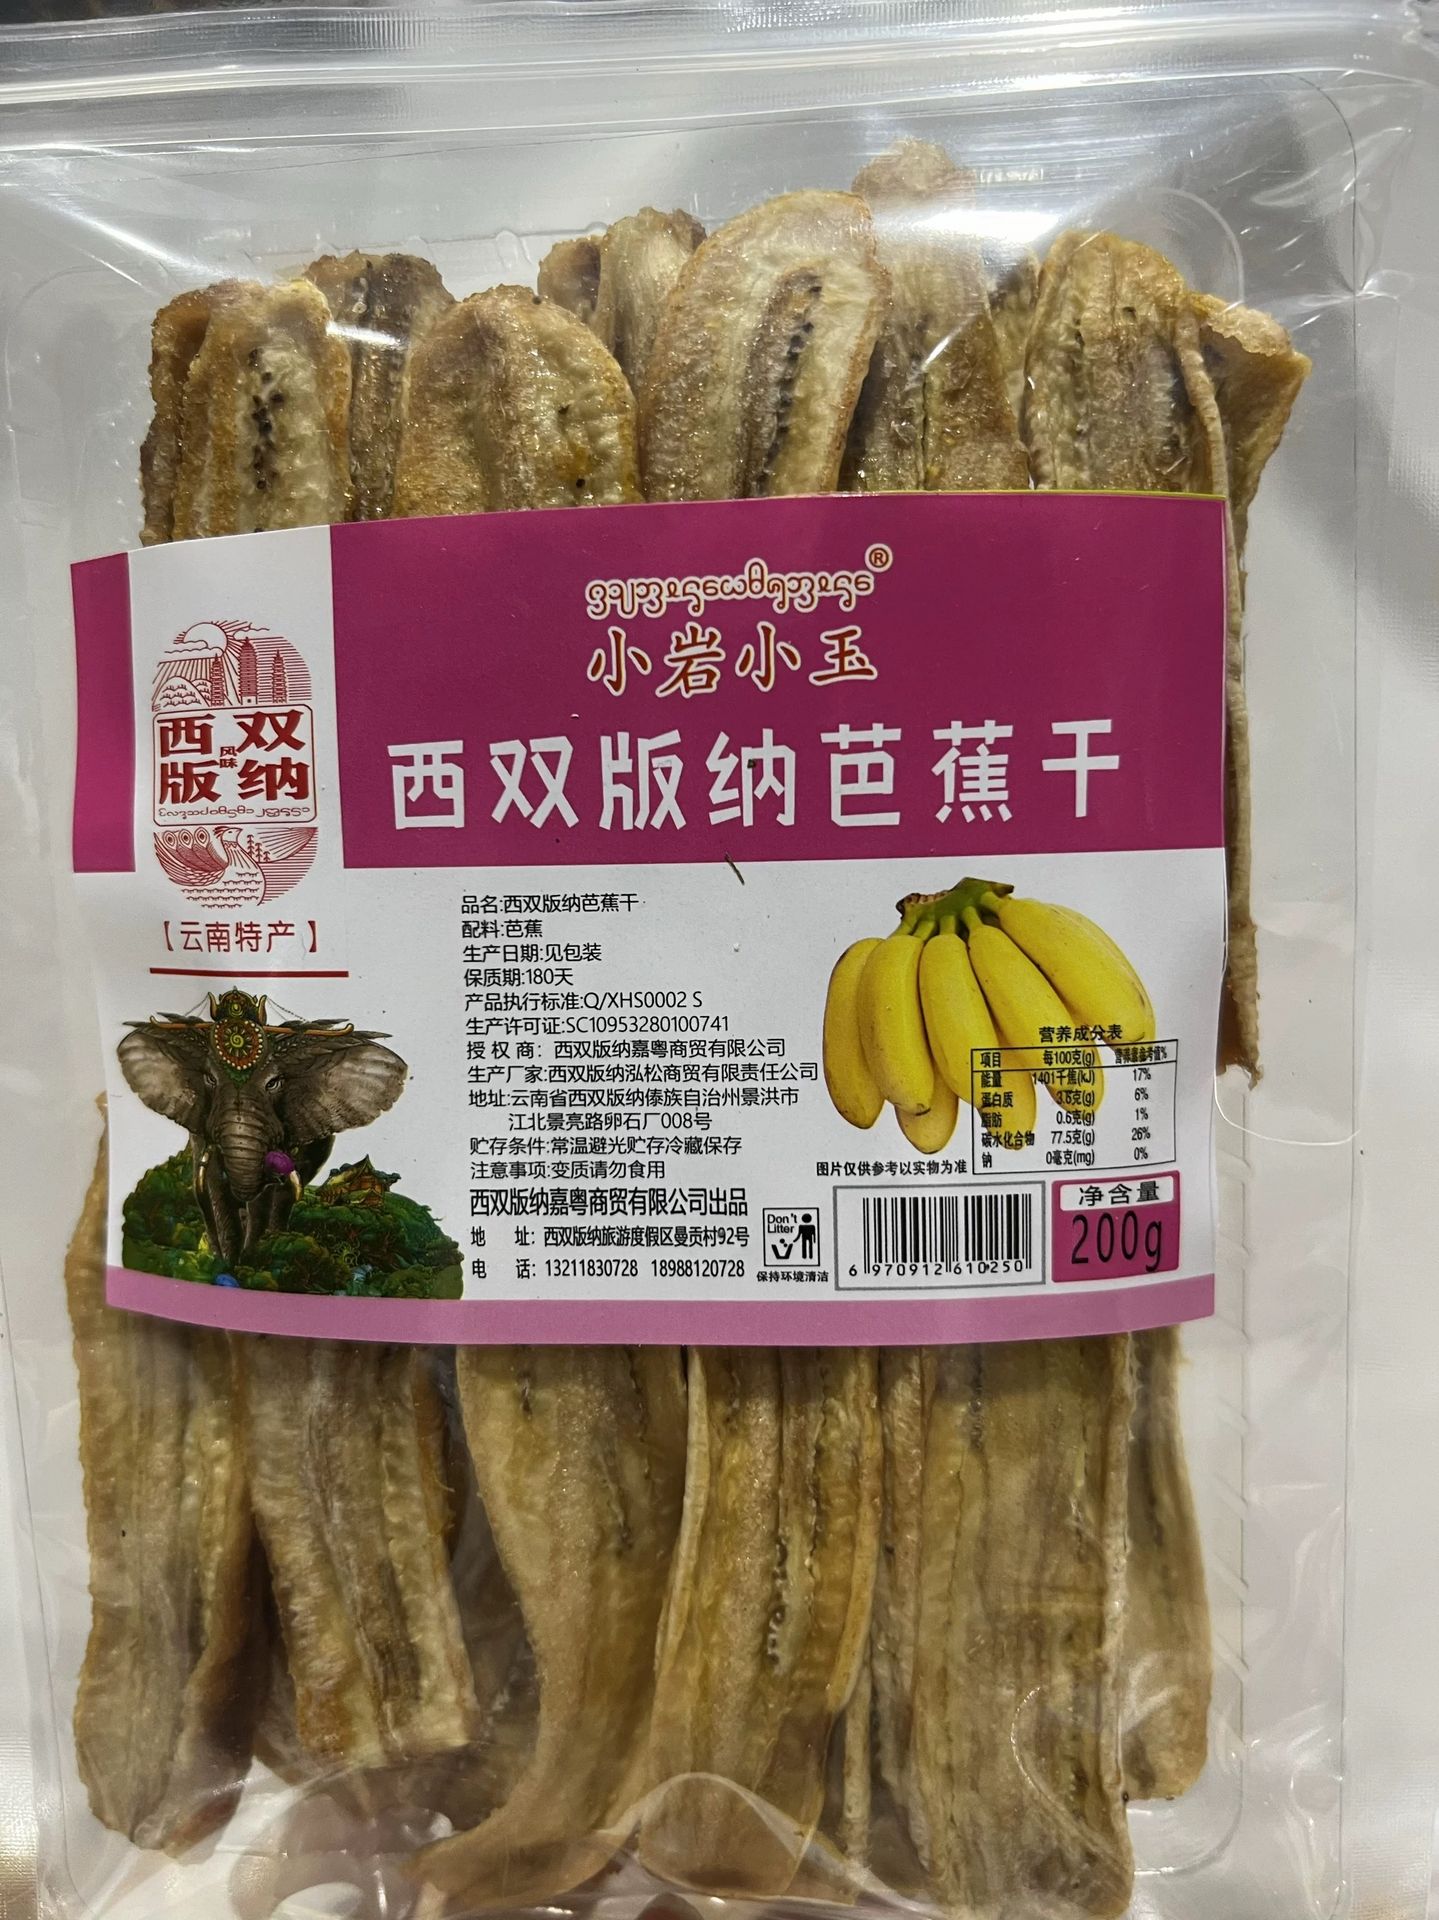 小岩小玉®
西双版纳芭蕉干
西双
风味
版纳
【云南特产】
品名:西双版纳芭蕉干
配料:芭蕉
生产日期:见包装
保质期:180天
产品执行标准:Q/XHS0002 S
生产许可证:SC10953280100741
授 权 商: 西双版纳嘉粤商贸有限公司
生产厂家:西双版纳泓松商贸有限责任公司
地址:云南省西双版纳傣族自治州景洪市
江北景亮路卵石厂008号
贮存条件:常温避光贮存冷藏保存
注意事项:变质请勿食用
西双版纳嘉粤商贸有限公司出品
地 址: 西双版纳旅游度假区曼贡村92号
电 话: 13211830728 18988120728
营养成分表
项目 每100克(g) 营养素参考值%
能量 1401千焦(kJ) 17%
蛋白质 3.6克(g) 6%
脂肪 0.6克(g) 1%
碳水化合物 77.5克(g) 26%
钠 0毫克(mg) 0%
图片仅供参考以实物为准
Don't
Litter
保持环境清洁
6 970912 610250
净含量
200g